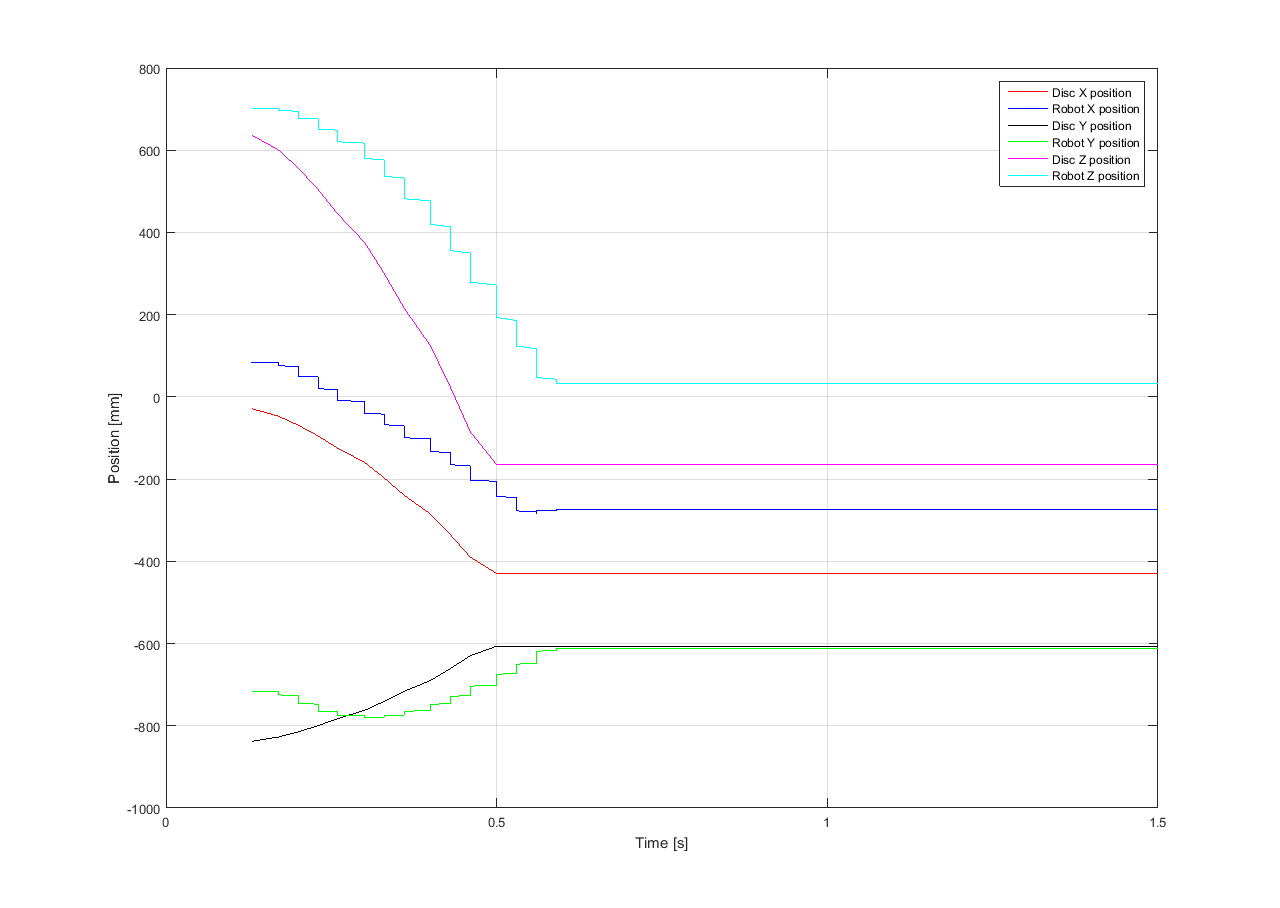 800
600
400
200
0
-200
-400
-600
-800
-1000
Position [mm]
Disc X position
Robot X position
Disc Y position
Robot Y position
Disc Z position
Robot Z position
0 0.5 1 1.5
Time [s]